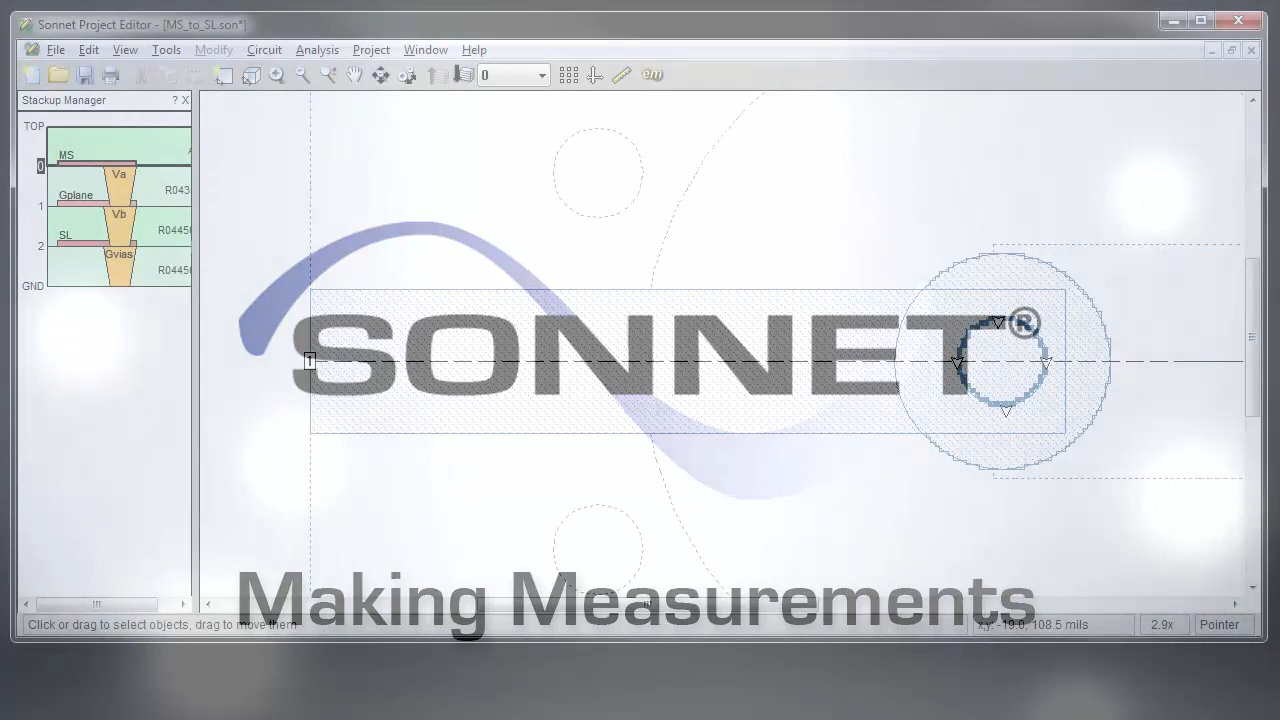 Sonnet Project Editor - [MS_to_SL.son*]
File Edit View Tools Modify Circuit Analysis Project Window Help
0 em
Stackup Manager ? X
TOP
MS
0
Va
Gplane R043
1
Vb
SL R0445
2
Gvias R0445
GND
SONNET®
1
Making Measurements
Click or drag to select objects, drag to move them
x,y: -19.0, 108.5 mils 2.9x Pointer